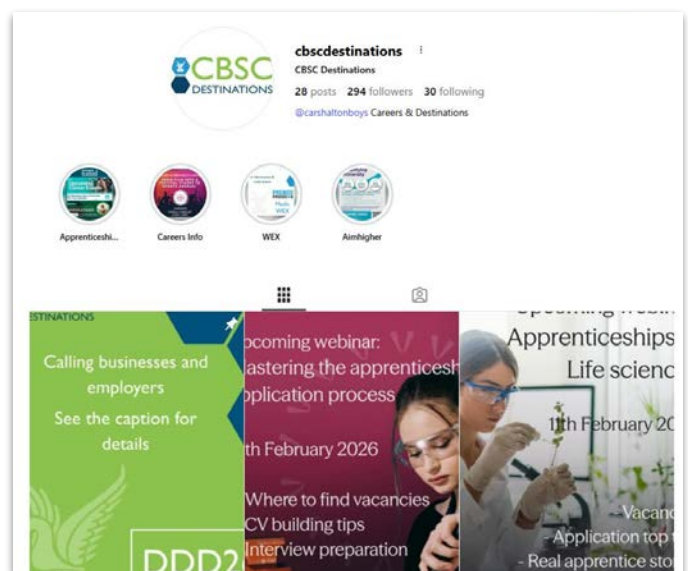 CBSC
DESTINATIONS
cbscdestinations
CBSC Destinations
28 posts 294 followers 30 following
@carshaltonboys Careers & Destinations
Apprenticeshi...
Careers Info
WEX
Aimhigher
STINATIONS
Calling businesses and
employers
See the caption for
details
DDD2
pcoming webinar:
astering the apprenticesh
pplication process
th February 2026
Where to find vacancies
CV building tips
Interview preparation
Apprenticeships
Life scienc
11th February 20
Vacanc
- Application top t
- Real apprentice sto